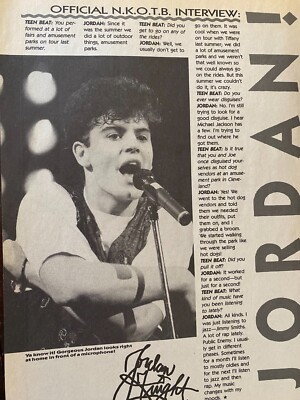 OFFICIAL N.K.O.T.B. INTERVIEW:
TEEN BEAT: You per-
formed at a lot of
fairs and amusement
parks on tour last
summer.
JORDAN: Since it
was the summer we
did a lot of outdoor
things, amusement
parks.
TEEN BEAT: Did you
get to go on any of
the rides?
JORDAN: Well, we
usually don't get to
go on them. It was
cool when we were
on tour with Tiffany
last summer, we did
a lot of amusement
parks and we weren't
that well known so
we could always go
on the rides. But this
summer we couldn't
do it, it's crazy.
TEEN BEAT: Do you
ever wear disguises?
JORDAN: No, I'm still
trying to look for a
good disguise. I hear
Michael Jackson has
a few. I'm trying to
find out where he
got them.
TEEN BEAT: Is it true
that you and Joe
once disguised your-
selves as hot dog
vendors at an amuse-
ment park in Cleve-
land?
JORDAN: Yes! We
went to the hot dog
vendors and told
them we needed
their outfits, put
them on, and I
grabbed a broom.
We started walking
through the park like
we were selling hot
dogs.
TEEN BEAT: Did you
pull it off?
JORDAN: It worked
for a second—but
just for a second!
TEEN BEAT: What
kind of music have
you been listening
to lately?
JORDAN: All kinds. I
was just listening to
jazz—Jimmy Smiths.
A lot of rap lately.
Public Enemy. I usual-
ly get in different
phases. Sometimes
for a month I'll listen
to mostly oldies and
for the next I'll listen
to jazz and then
rap. My music
changes with my
moods.
JORDAN!
Ya know it! Gorgeous Jordan looks right
at home in front of a microphone!
Jordan
Knight